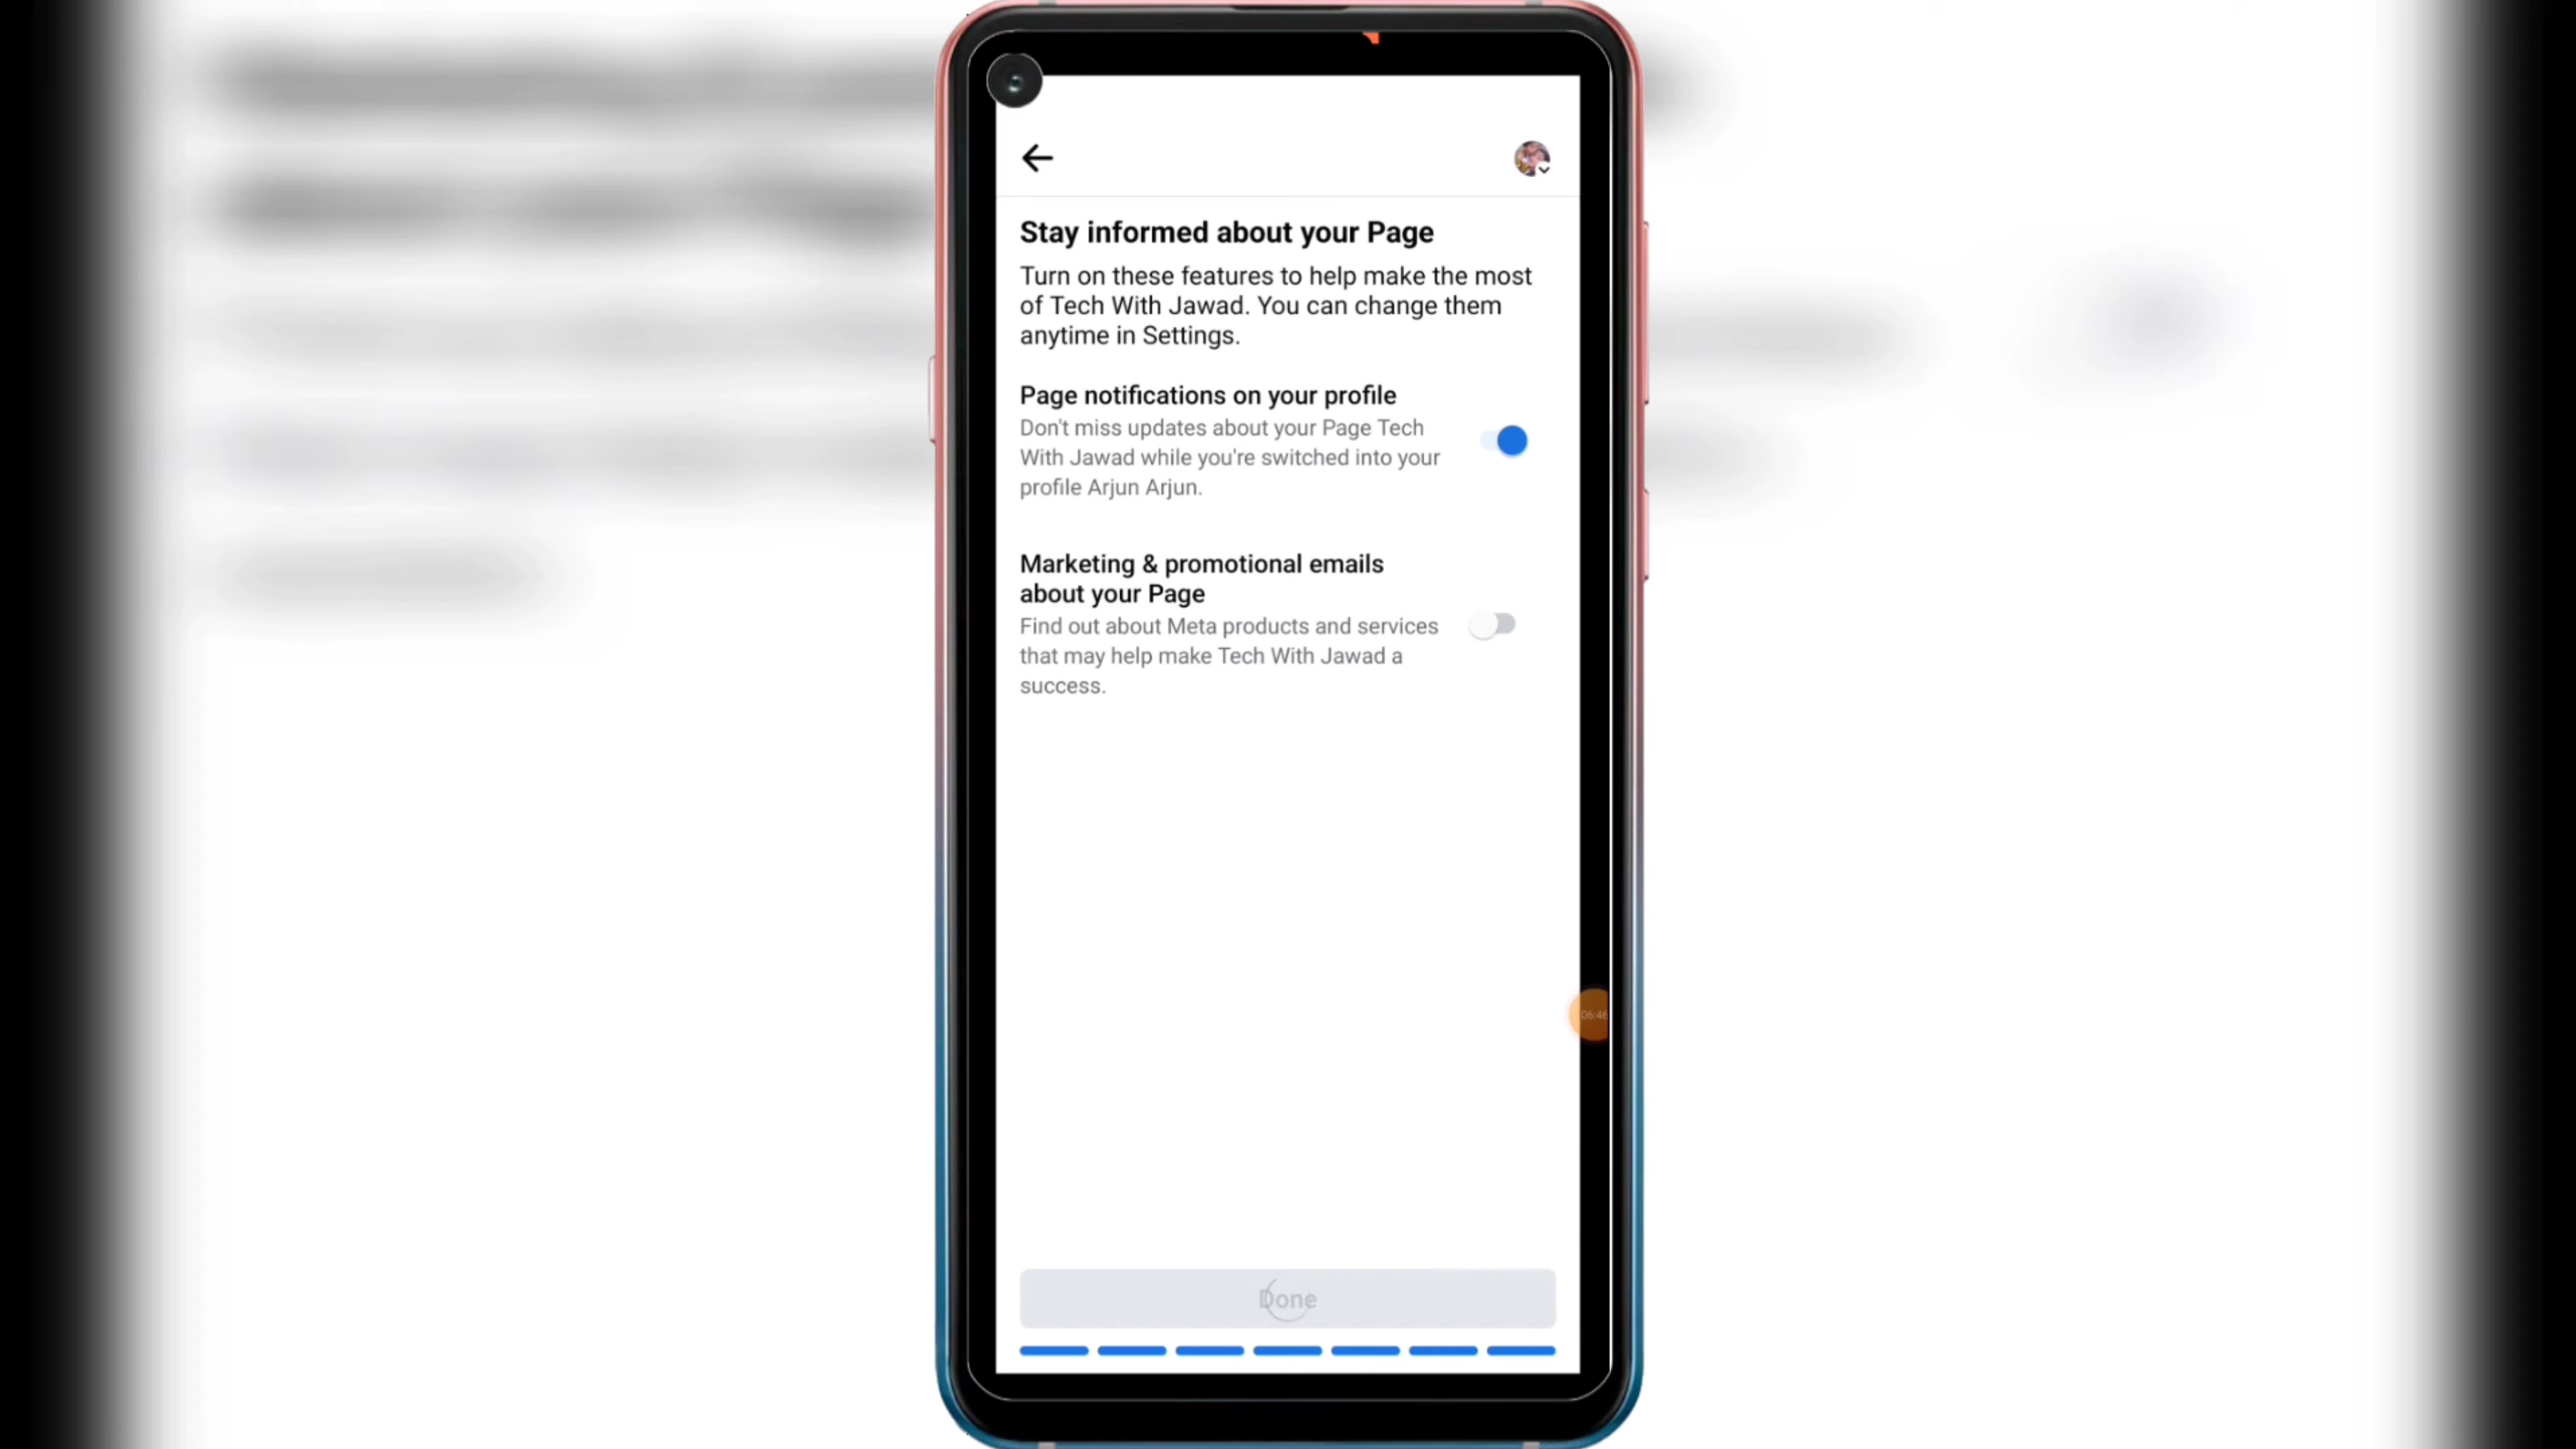 Stay informed about your Page
Turn on these features to help make the most
of Tech With Jawad. You can change them
anytime in Settings.
Page notifications on your profile
Don't miss updates about your Page Tech
With Jawad while you're switched into your
profile Arjun Arjun.
Marketing & promotional emails
about your Page
Find out about Meta products and services
that may help make Tech With Jawad a
success.
06:46
Done